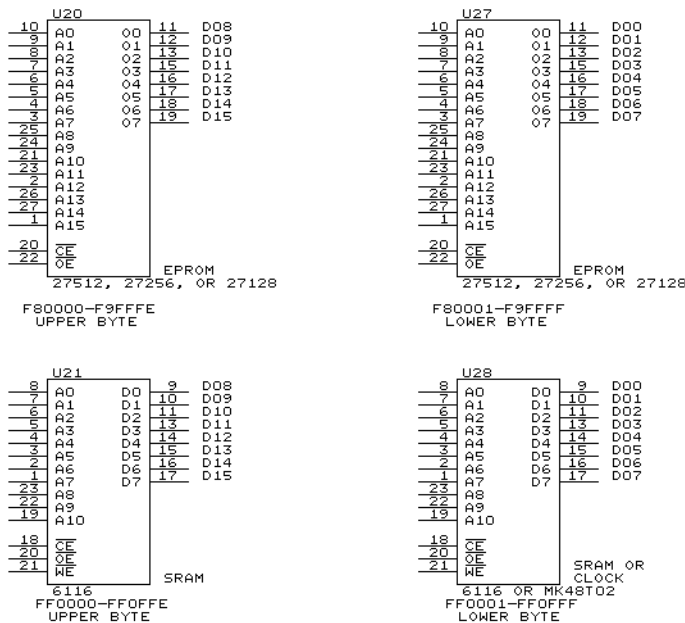 U20
10 A0 O0 11 D08
9 A1 O1 12 D09
8 A2 O2 13 D10
7 A3 O3 15 D11
6 A4 O4 16 D12
5 A5 O5 17 D13
4 A6 O6 18 D14
3 A7 O7 19 D15
25 A8
24 A9
21 A10
23 A11
2 A12
26 A13
27 A14
1 A15
20 CE
22 OE
EPROM
27512, 27256, OR 27128
F80000-F9FFFE
UPPER BYTE
U27
10 A0 O0 11 D00
9 A1 O1 12 D01
8 A2 O2 13 D02
7 A3 O3 15 D03
6 A4 O4 16 D04
5 A5 O5 17 D05
4 A6 O6 18 D06
3 A7 O7 19 D07
25 A8
24 A9
21 A10
23 A11
2 A12
26 A13
27 A14
1 A15
20 CE
22 OE
EPROM
27512, 27256, OR 27128
F80001-F9FFFF
LOWER BYTE
U21
8 A0 D0 9 D08
7 A1 D1 10 D09
6 A2 D2 11 D10
5 A3 D3 13 D11
4 A4 D4 14 D12
3 A5 D5 15 D13
2 A6 D6 16 D14
1 A7 D7 17 D15
23 A8
22 A9
19 A10
18 CE
20 OE
21 WE
SRAM
6116
FF0000-FF0FFE
UPPER BYTE
U28
8 A0 D0 9 D00
7 A1 D1 10 D01
6 A2 D2 11 D02
5 A3 D3 13 D03
4 A4 D4 14 D04
3 A5 D5 15 D05
2 A6 D6 16 D06
1 A7 D7 17 D07
23 A8
22 A9
19 A10
18 CE
20 OE
21 WE
SRAM OR
CLOCK
6116 OR MK48T02
FF0001-FF0FFF
LOWER BYTE